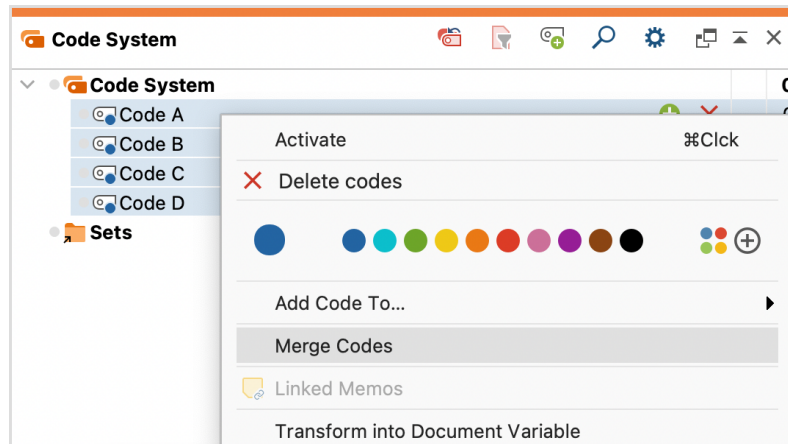 Code System
Code System
Code A
Code B
Code C
Code D
Sets
Activate ⌘Clck
Delete codes
Add Code To...
Merge Codes
Linked Memos
Transform into Document Variable